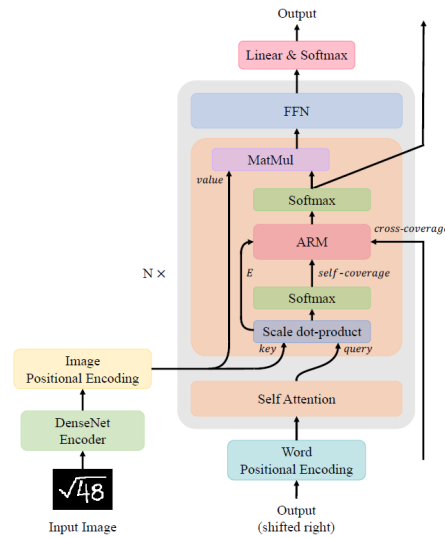 Output
Linear & Softmax
FFN
MatMul
value
Softmax
cross-coverage
ARM
N ×
E
self-coverage
Softmax
Scale dot-product
key
query
Image
Positional Encoding
Self Attention
DenseNet
Encoder
Word
Positional Encoding
√48
Input Image
Output
(shifted right)